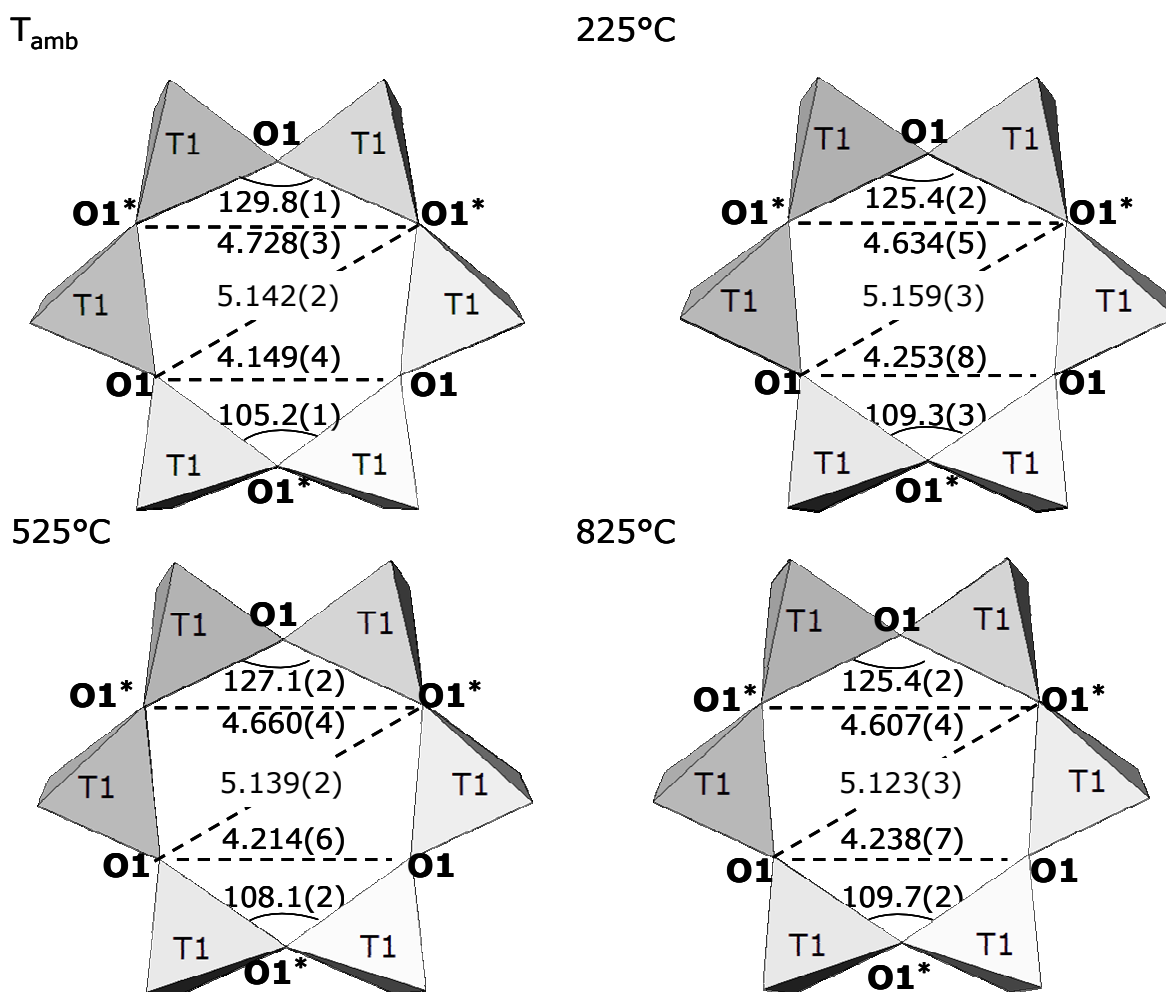 Tamb
T1 O1 T1
O1* 129.8(1) O1*
4.728(3)
T1 5.142(2) T1
4.149(4)
O1 O1
105.2(1)
T1 T1
O1*
225°C
T1 O1 T1
O1* 125.4(2) O1*
4.634(5)
T1 5.159(3) T1
4.253(8)
O1 O1
109.3(3)
T1 T1
O1*
525°C
T1 O1 T1
O1* 127.1(2) O1*
4.660(4)
T1 5.139(2) T1
4.214(6)
O1 O1
108.1(2)
T1 T1
O1*
825°C
T1 O1 T1
O1* 125.4(2) O1*
4.607(4)
T1 5.123(3) T1
4.238(7)
O1 O1
109.7(2)
T1 T1
O1*